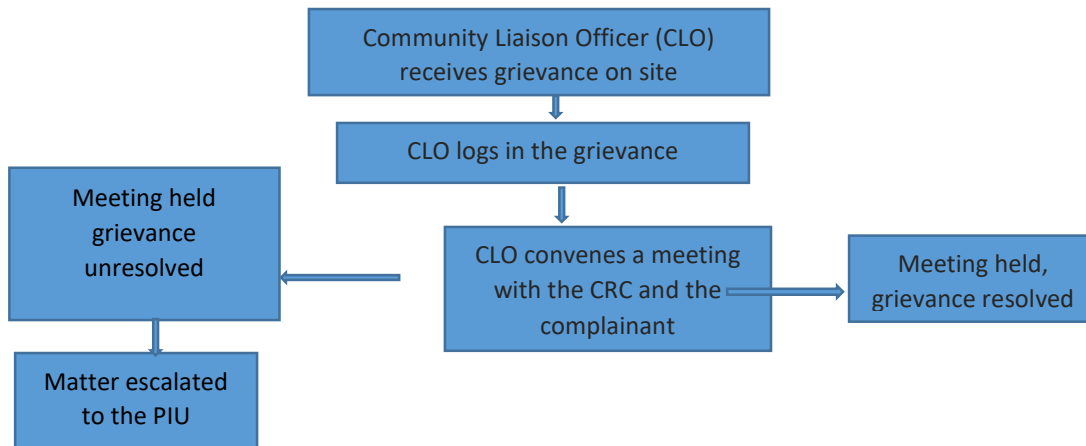 Community Liaison Officer (CLO)
receives grievance on site
CLO logs in the grievance
Meeting held
grievance
unresolved
CLO convenes a meeting
with the CRC and the
complainant
Meeting held,
grievance resolved
Matter escalated
to the PIU